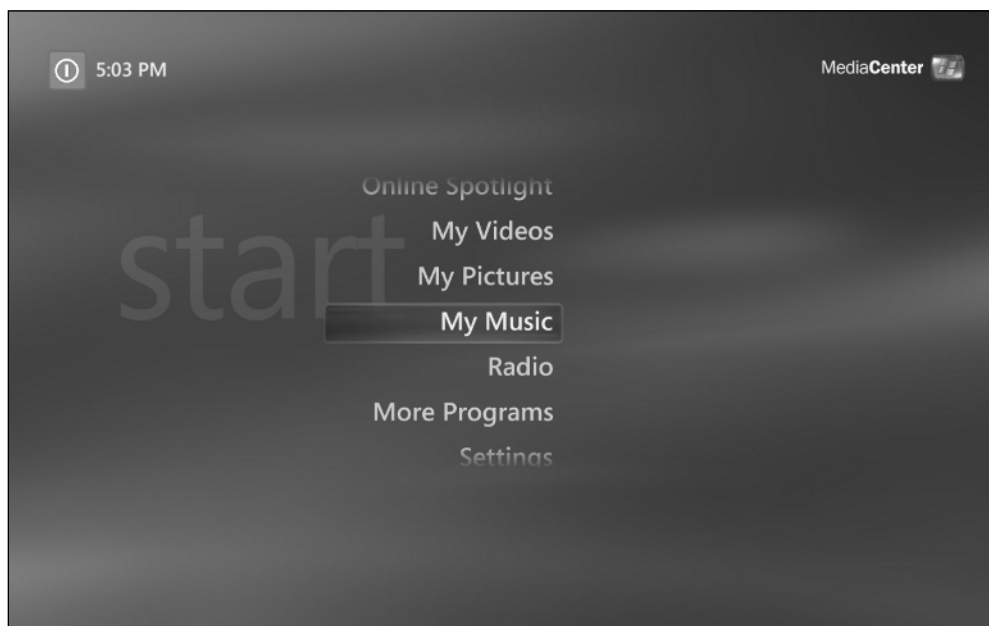 5:03 PM
MediaCenter
start
Online Spotlight
My Videos
My Pictures
My Music
Radio
More Programs
Settings